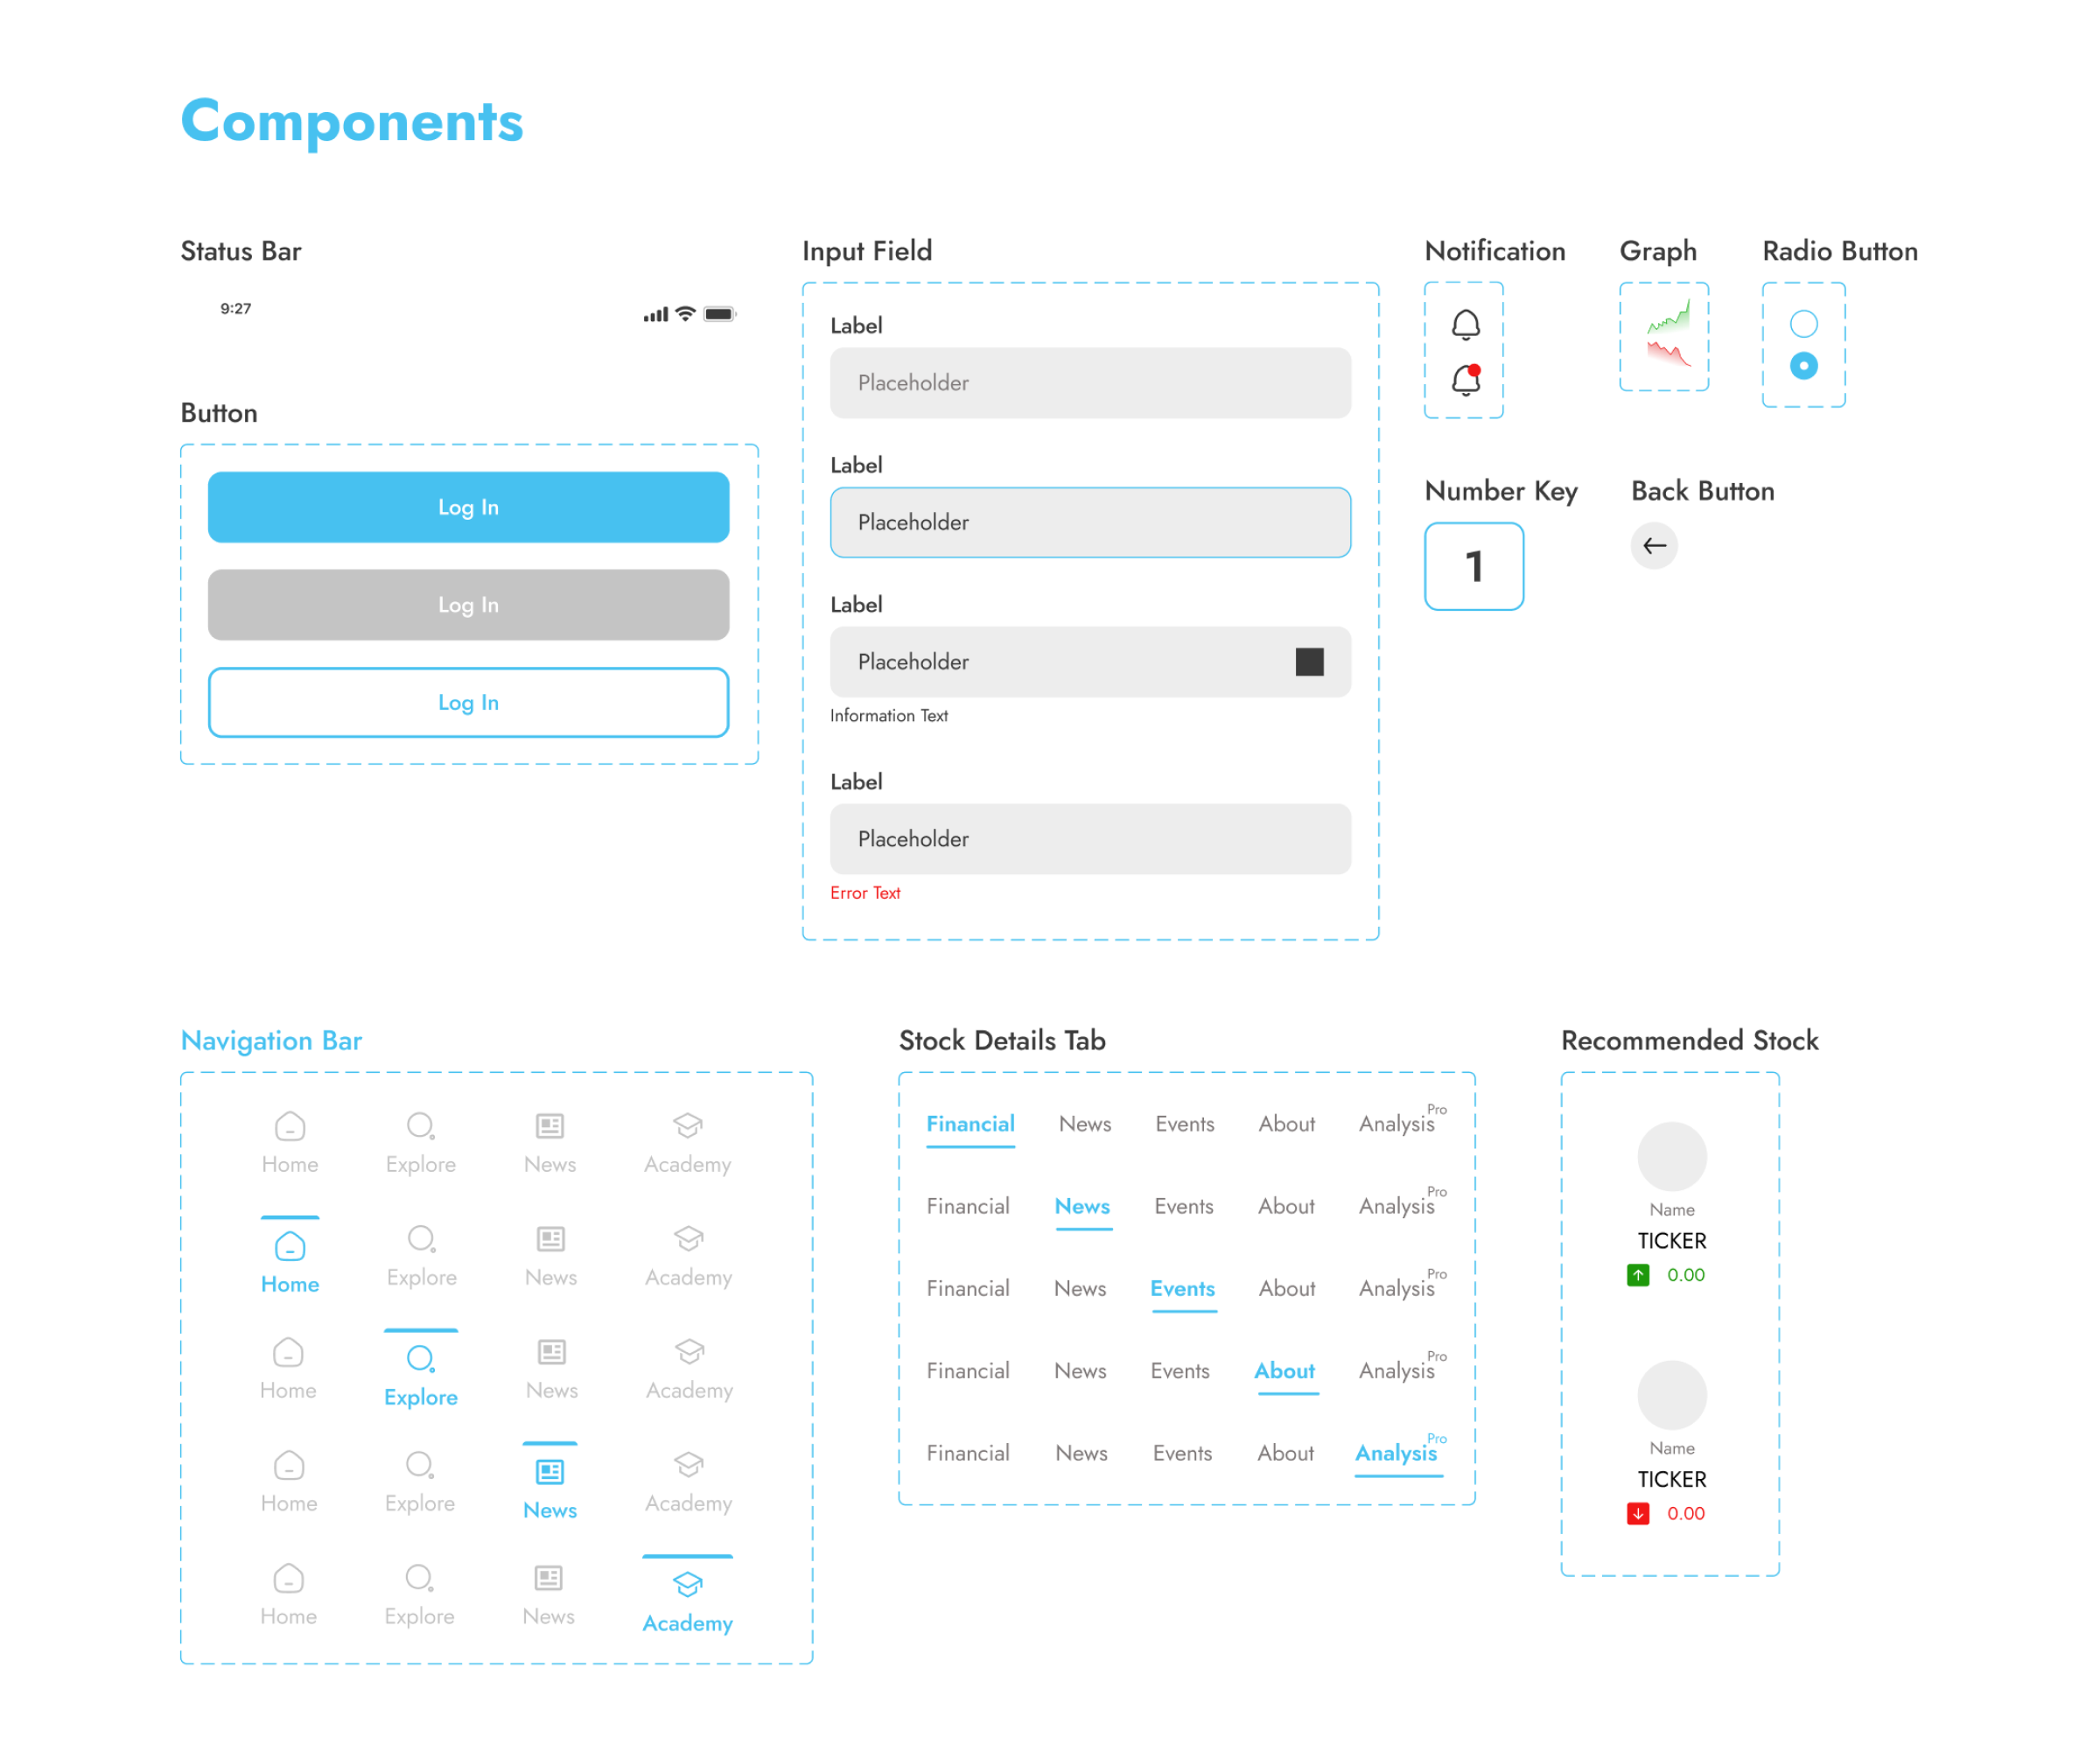 Components
Status Bar
9:27
Button
Log In
Log In
Log In
Input Field
Label
Placeholder
Label
Placeholder
Label
Placeholder
Information Text
Label
Placeholder
Error Text
Notification
Graph
Radio Button
Number Key
1
Back Button
Navigation Bar
Home Explore News Academy
Home Explore News Academy
Home Explore News Academy
Home Explore News Academy
Home Explore News Academy
Stock Details Tab
Financial News Events About Analysis Pro
Financial News Events About Analysis Pro
Financial News Events About Analysis Pro
Financial News Events About Analysis Pro
Financial News Events About Analysis Pro
Recommended Stock
Name
TICKER
0.00
Name
TICKER
0.00